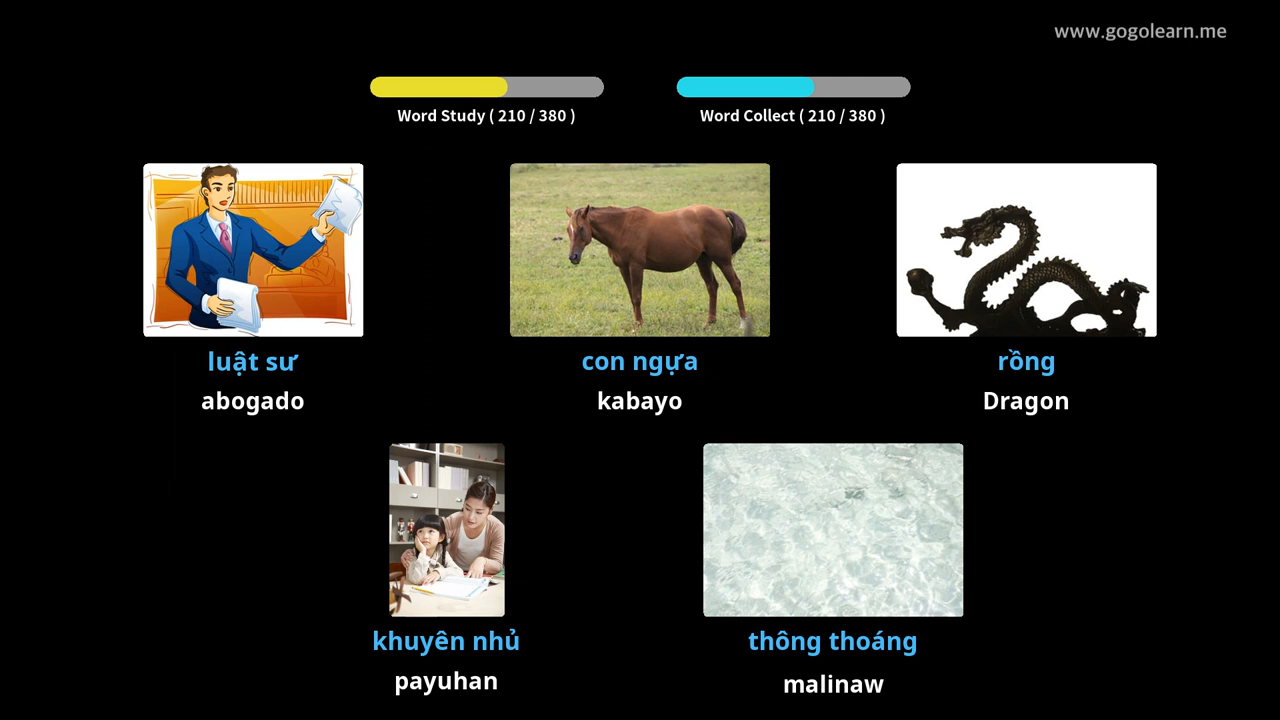 www.gogolearn.me
Word Study ( 210 / 380 )
Word Collect ( 210 / 380 )
luật sư
abogado
con ngựa
kabayo
rồng
Dragon
khuyên nhủ
payuhan
thông thoáng
malinaw